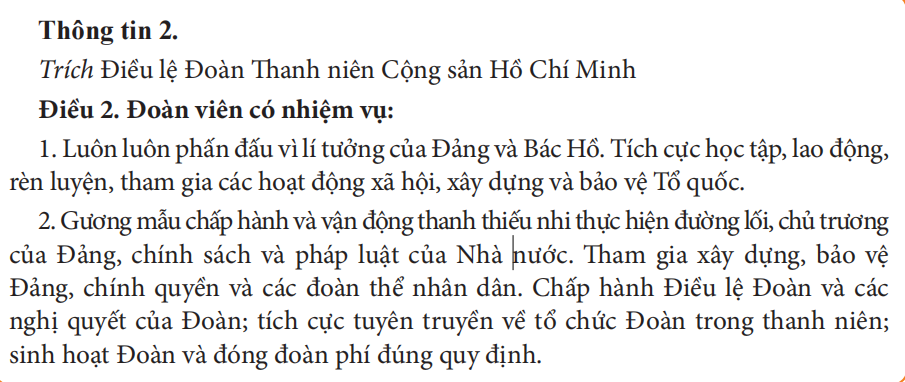 Thông tin 2.
Trích Điều lệ Đoàn Thanh niên Cộng sản Hồ Chí Minh
Điều 2. Đoàn viên có nhiệm vụ:
1. Luôn luôn phấn đấu vì lí tưởng của Đảng và Bác Hồ. Tích cực học tập, lao động,
rèn luyện, tham gia các hoạt động xã hội, xây dựng và bảo vệ Tổ quốc.
2. Gương mẫu chấp hành và vận động thanh thiếu nhi thực hiện đường lối, chủ trương
của Đảng, chính sách và pháp luật của Nhà nước. Tham gia xây dựng, bảo vệ
Đảng, chính quyền và các đoàn thể nhân dân. Chấp hành Điều lệ Đoàn và các
nghị quyết của Đoàn; tích cực tuyên truyền về tổ chức Đoàn trong thanh niên;
sinh hoạt Đoàn và đóng đoàn phí đúng quy định.